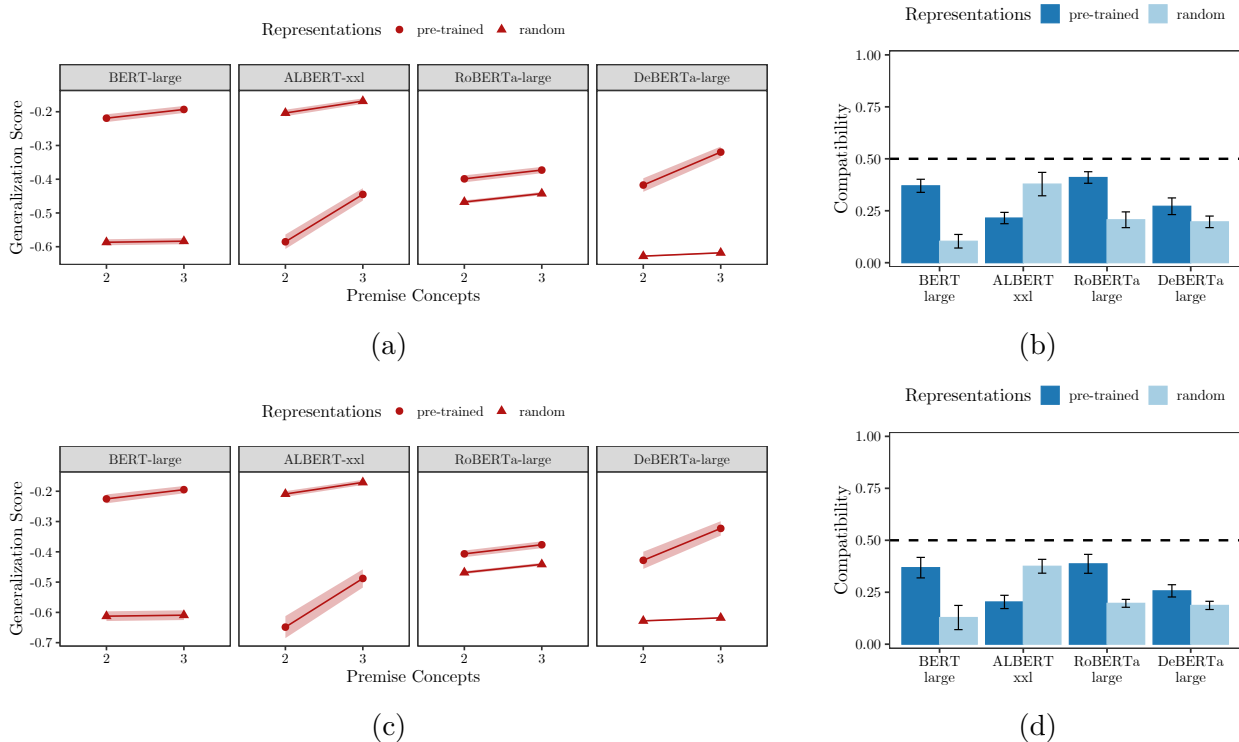 Representations pre-trained random
BERT-large ALBERT-xxl RoBERTa-large DeBERTa-large
Generalization Score
-0.2
-0.3
-0.4
-0.5
-0.6
2 3 2 3 2 3 2 3
Premise Concepts
(a)
Representations pre-trained random
Compatibility
1.00
0.75
0.50
0.25
0.00
BERT ALBERT RoBERTa DeBERTa
large xxl large large
(b)
Representations pre-trained random
BERT-large ALBERT-xxl RoBERTa-large DeBERTa-large
Generalization Score
-0.2
-0.3
-0.4
-0.5
-0.6
-0.7
2 3 2 3 2 3 2 3
Premise Concepts
(c)
Representations pre-trained random
Compatibility
1.00
0.75
0.50
0.25
0.00
BERT ALBERT RoBERTa DeBERTa
large xxl large large
(d)